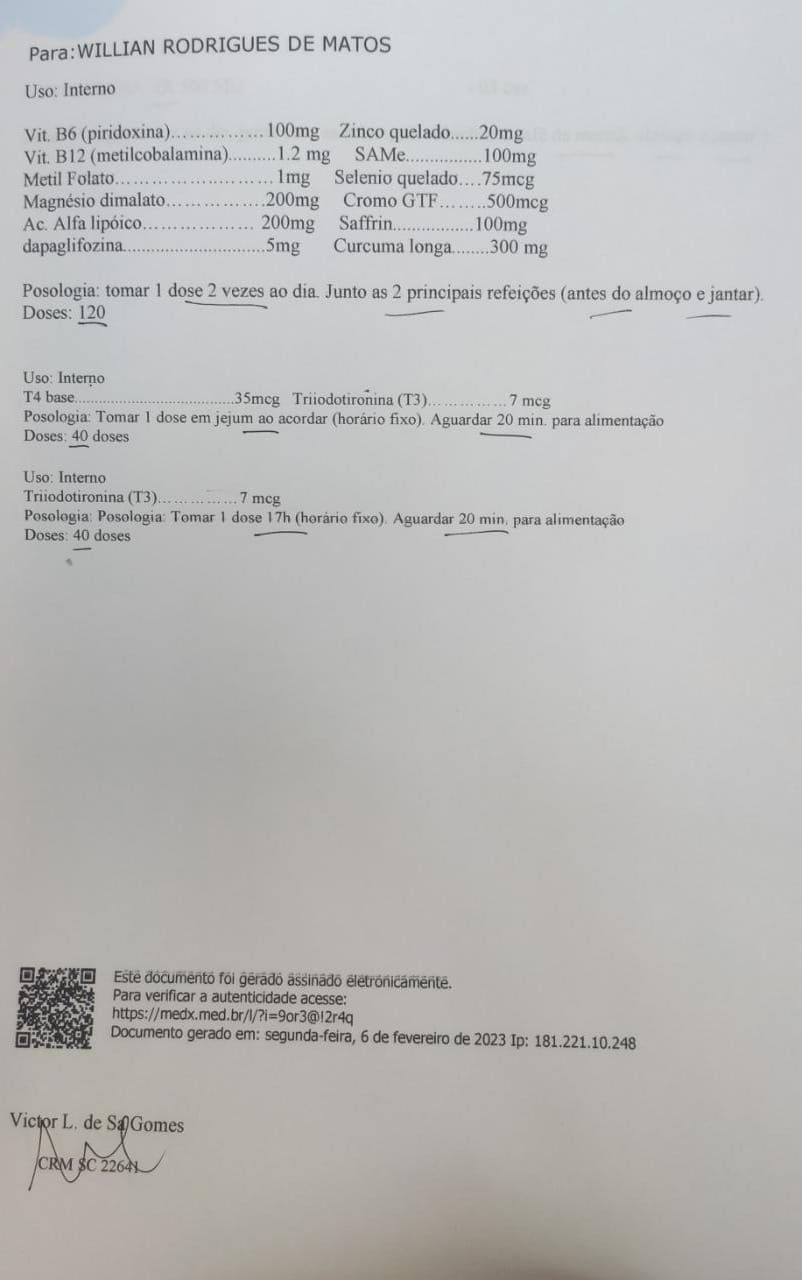 Para:WILLIAN RODRIGUES DE MATOS
Uso: Interno
Vit. B6 (piridoxina)...............100mg Zinco quelado......20mg
Vit. B12 (metilcobalamina)..........1.2 mg SAMe................100mg
Metil Folato..............................1mg Selenio quelado....75mcg
Magnésio dimalato...................200mg Cromo GTF........500mcg
Ac. Alfa lipóico................... 200mg Saffrin.................100mg
dapaglifozina..............................5mg Curcuma longa........300 mg
Posologia: tomar 1 dose 2 vezes ao dia. Junto as 2 principais refeições (antes do almoço e jantar).
Doses: 120
Uso: Interno
T4 base.....................................35mcg Triiodotironina (T3)................7 mcg
Posologia: Tomar 1 dose em jejum ao acordar (horário fixo). Aguardar 20 min. para alimentação
Doses: 40 doses
Uso: Interno
Triiodotironina (T3)................7 mcg
Posologia: Posologia: Tomar 1 dose 17h (horário fixo). Aguardar 20 min. para alimentação
Doses: 40 doses
Este documento foi gerado assinado eletronicamente.
Para verificar a autenticidade acesse:
https://medx.med.br/l/?i=9or3@!2r4q
Documento gerado em: segunda-feira, 6 de fevereiro de 2023 Ip: 181.221.10.248
Victor L. de Sa Gomes
CRM SC 22641